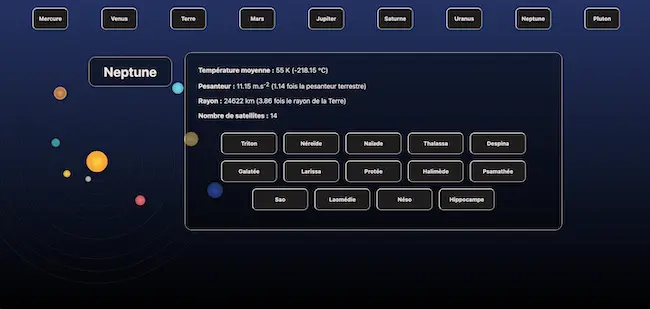 Mercure Venus Terre Mars Jupiter Saturne Uranus Neptune Pluton
Neptune
Température moyenne : 55 K (-218.15 °C)
Pesanteur : 11.15 m.s⁻² (1.14 fois la pesanteur terrestre)
Rayon : 24622 km (3.86 fois le rayon de la Terre)
Nombre de satellites : 14
Triton Néréide Naïade Thalassa Despina
Galatée Larissa Protée Halimède Psamathée
Sao Laomédie Néso Hippocampe